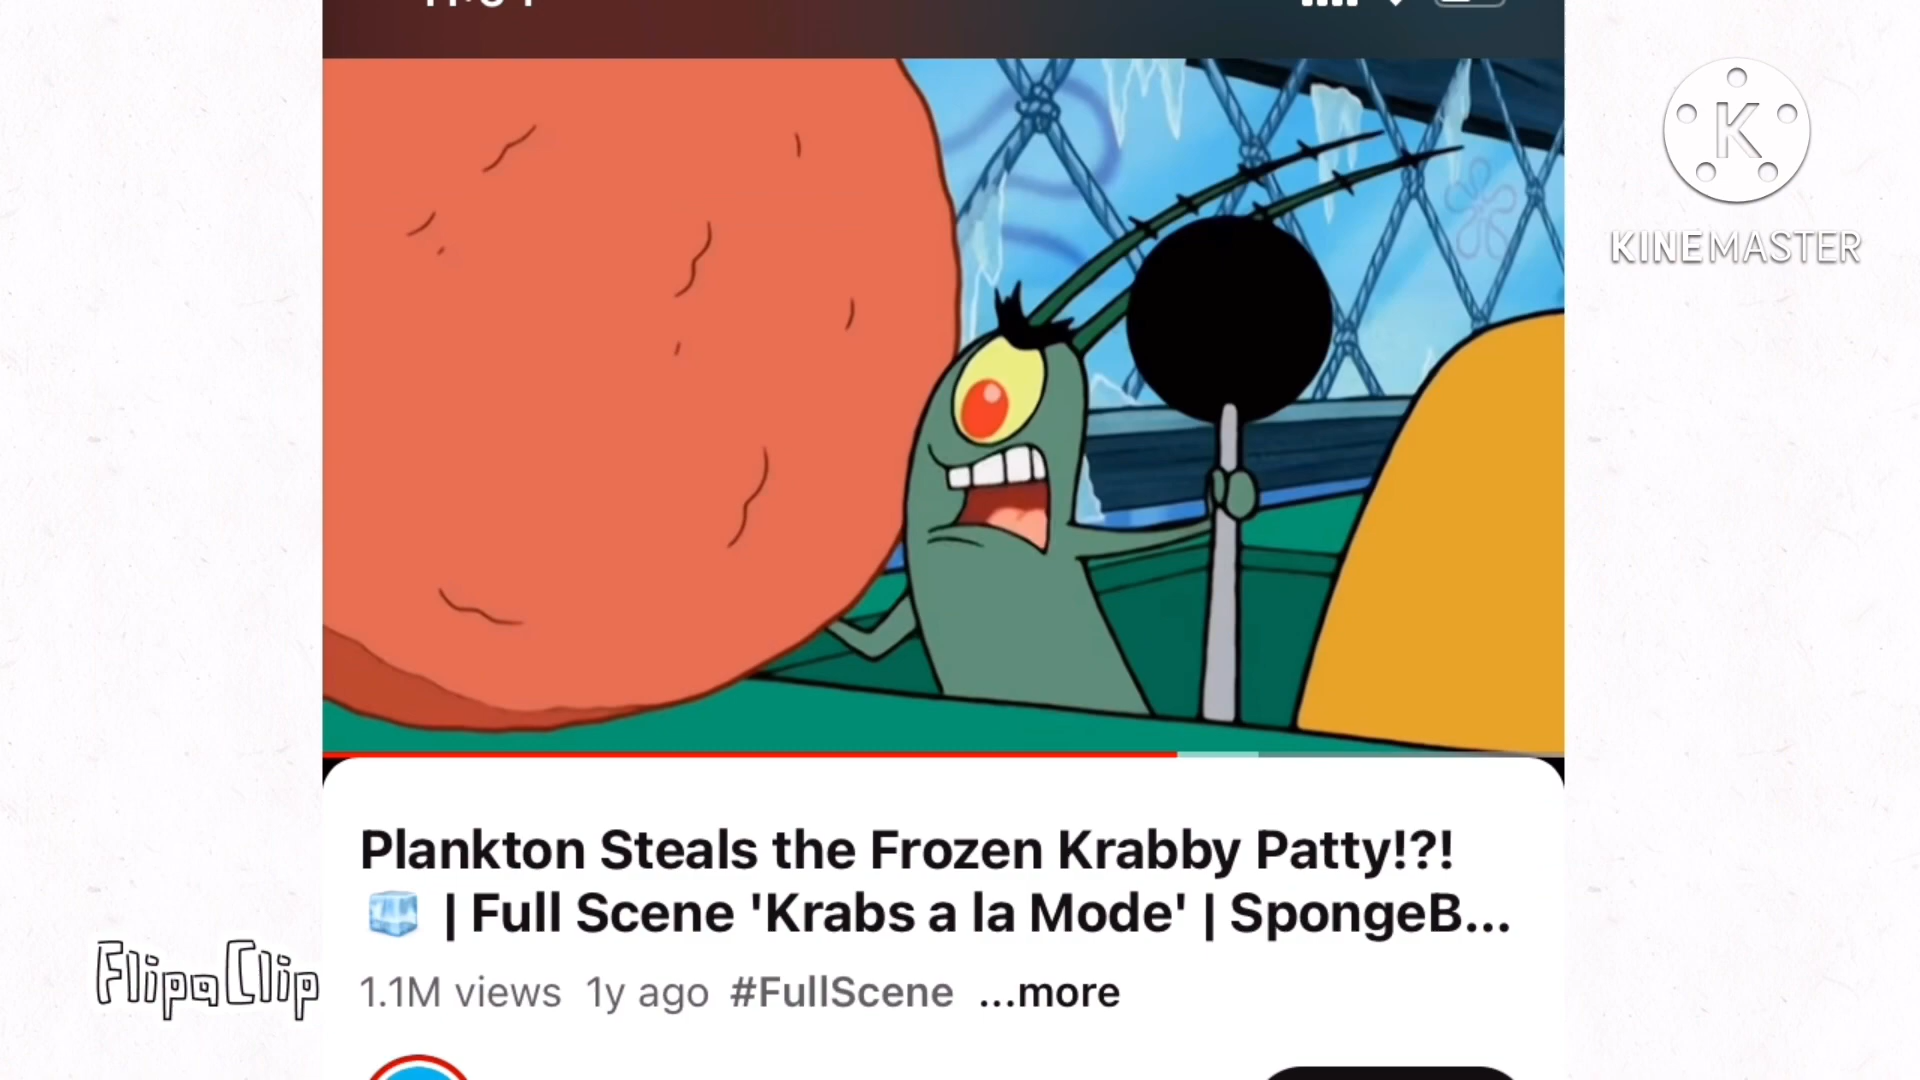 K
KINEMASTER
Plankton Steals the Frozen Krabby Patty!?!
| Full Scene 'Krabs a la Mode' | SpongeB...
1.1M views 1y ago #FullScene ...more
FlipaClip